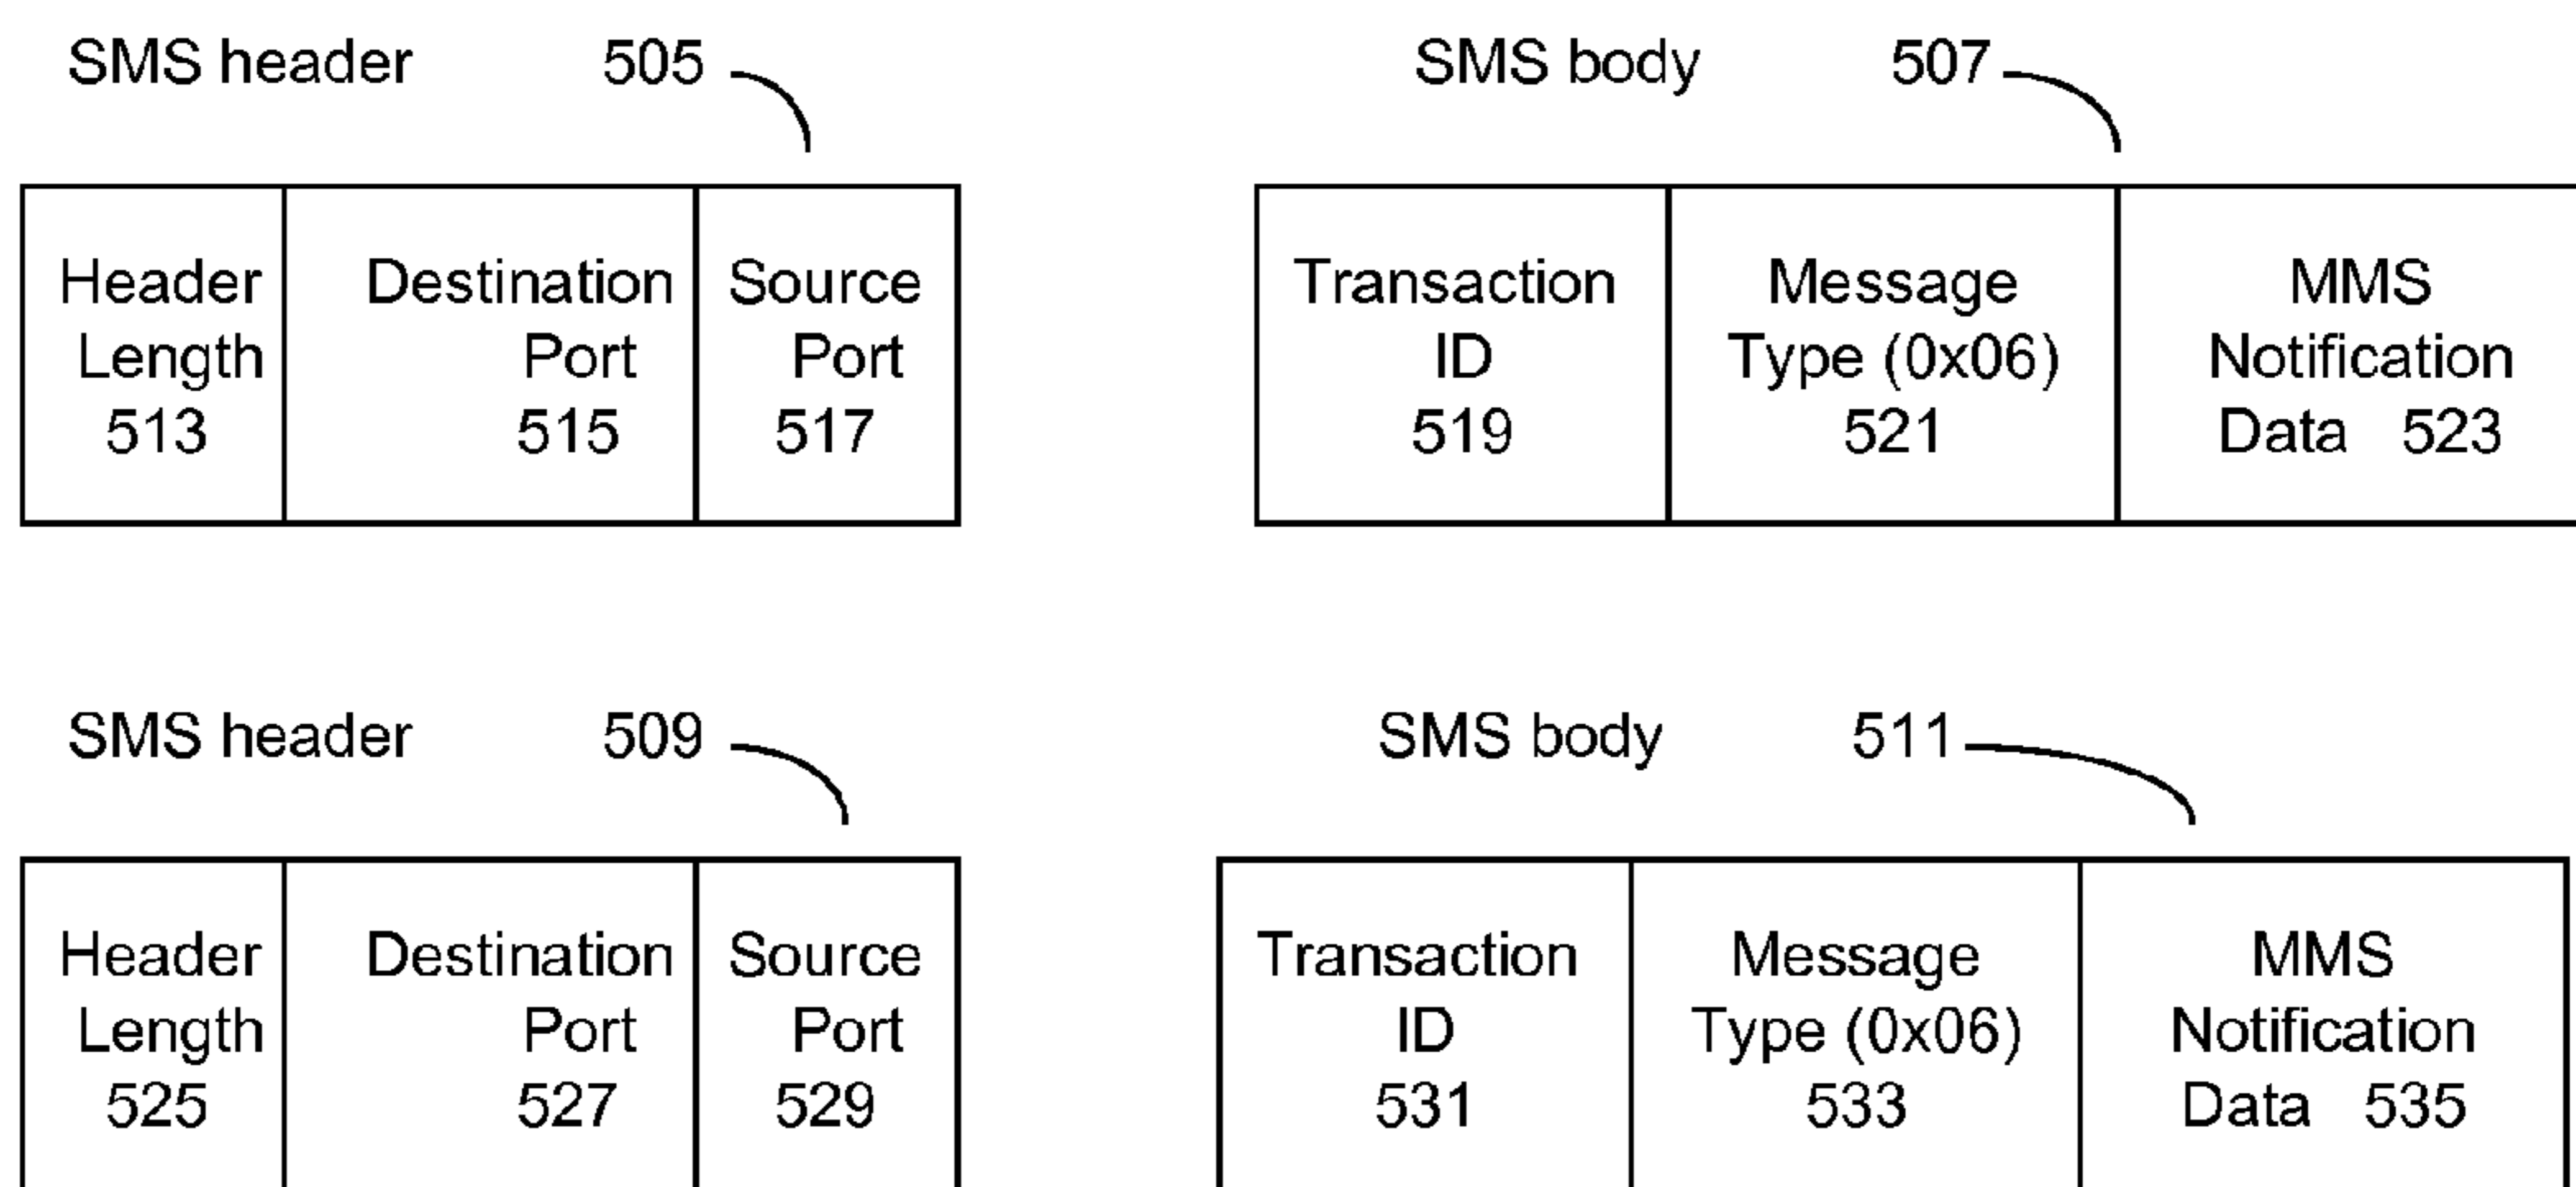 SMS header 505
SMS body 507
Header Length 513
Destination Port 515
Source Port 517
Transaction ID 519
Message Type (0x06) 521
MMS Notification Data 523
SMS header 509
SMS body 511
Header Length 525
Destination Port 527
Source Port 529
Transaction ID 531
Message Type (0x06) 533
MMS Notification Data 535